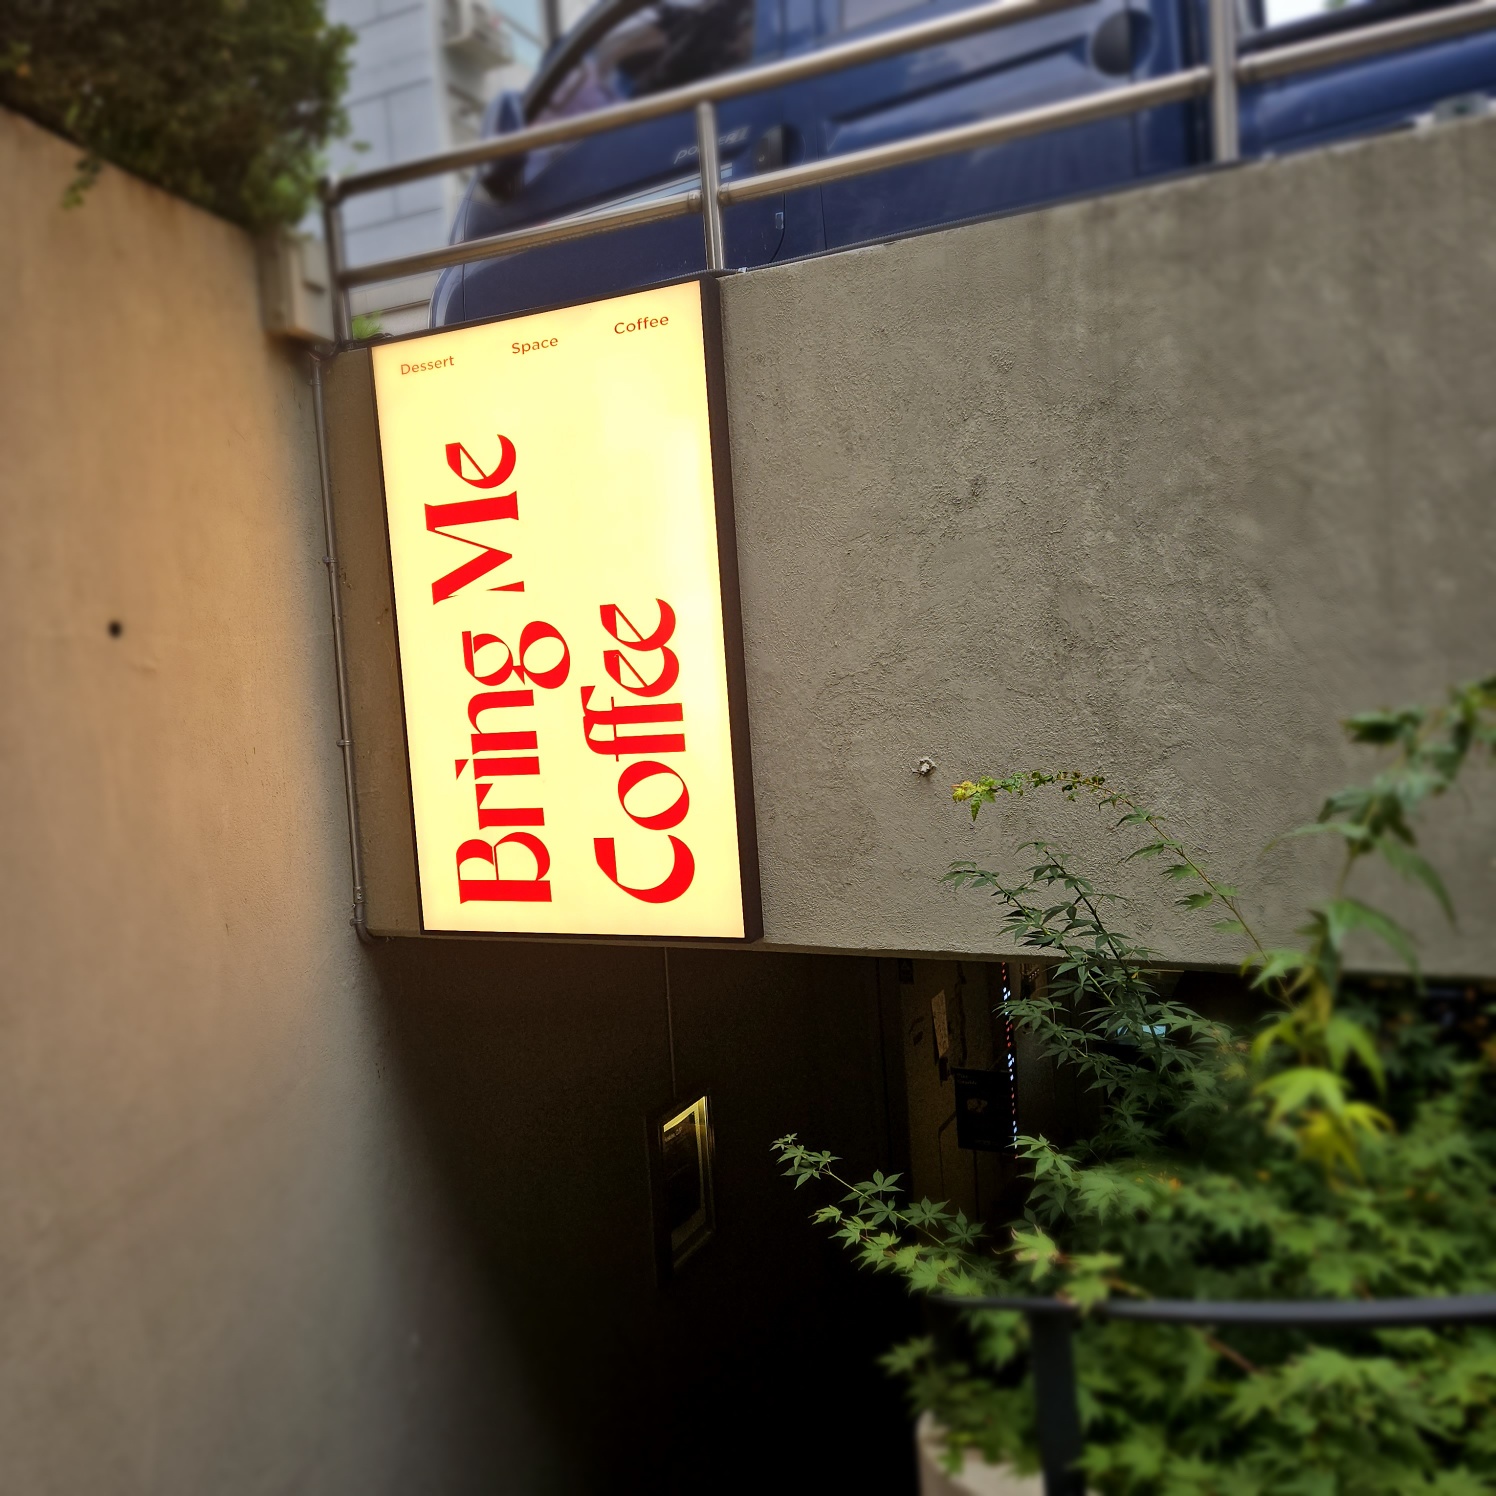 Dessert Space Coffee
Bring Me
Coffee